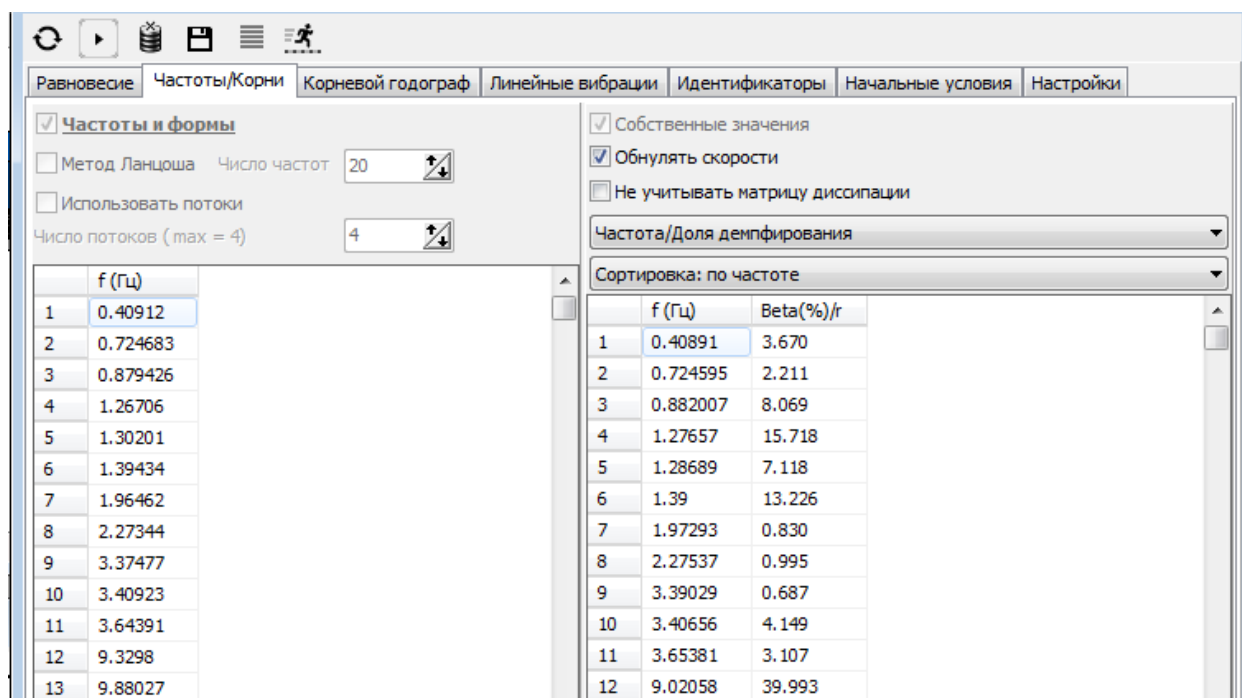 Равновесие Частоты/Корни Корневой годограф Линейные вибрации Идентификаторы Начальные условия Настройки
Частоты и формы
Метод Ланцоша Число частот 20
Использовать потоки
Число потоков ( max = 4) 4
f (Гц)
1 0.40912
2 0.724683
3 0.879426
4 1.26706
5 1.30201
6 1.39434
7 1.96462
8 2.27344
9 3.37477
10 3.40923
11 3.64391
12 9.3298
13 9.88027
Собственные значения
Обнулять скорости
Не учитывать матрицу диссипации
Частота/Доля демпфирования
Сортировка: по частоте
f (Гц) Beta(%)/r
1 0.40891 3.670
2 0.724595 2.211
3 0.882007 8.069
4 1.27657 15.718
5 1.28689 7.118
6 1.39 13.226
7 1.97293 0.830
8 2.27537 0.995
9 3.39029 0.687
10 3.40656 4.149
11 3.65381 3.107
12 9.02058 39.993